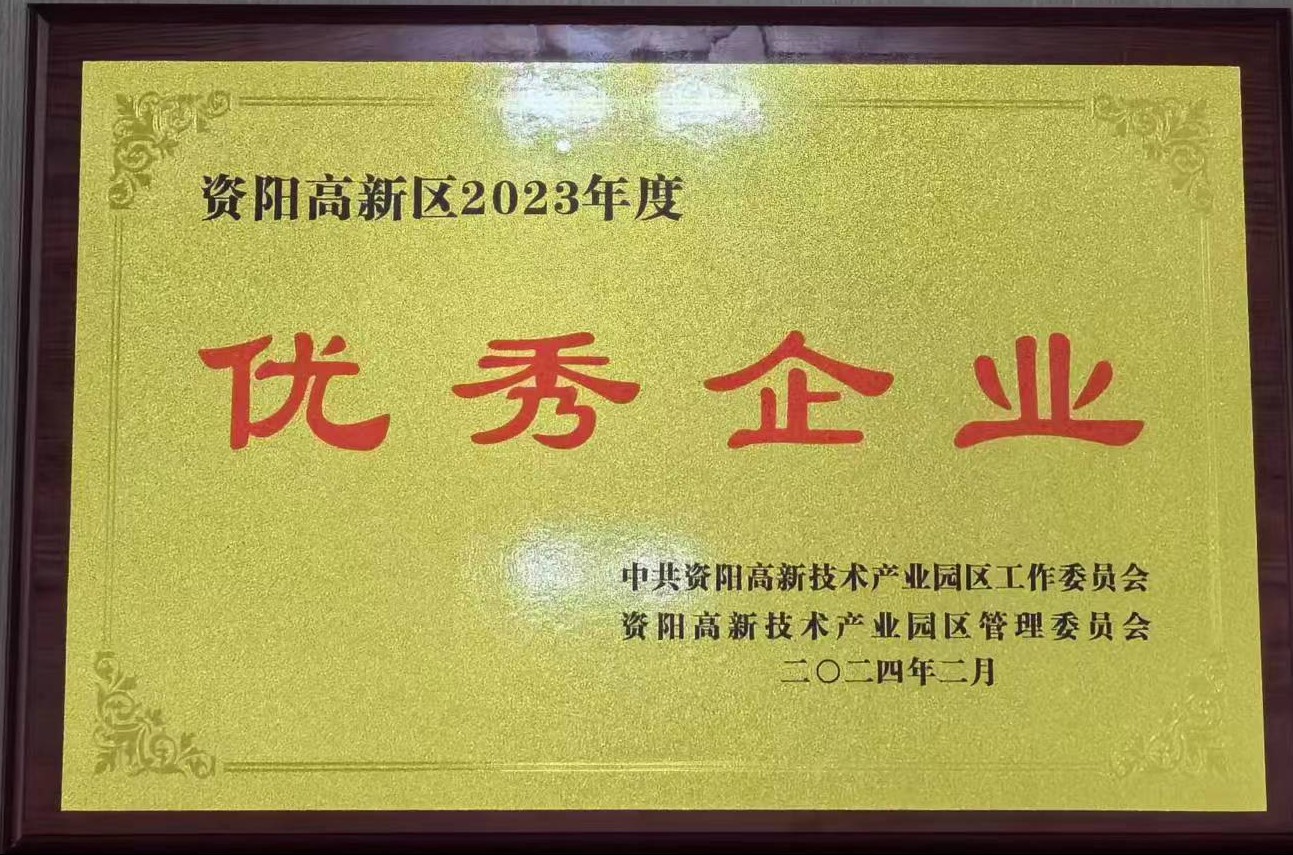 资阳高新区2023年度
优秀企业
中共资阳高新技术产业园区工作委员会
资阳高新技术产业园区管理委员会
二〇二四年二月